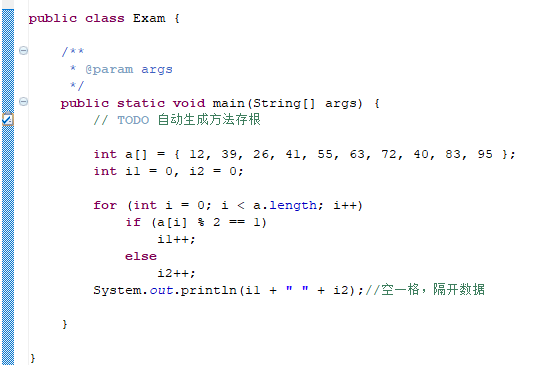 public class Exam {
/**
* @param args
*/
public static void main(String[] args) {
// TODO 自动生成方法存根
int a[] = { 12, 39, 26, 41, 55, 63, 72, 40, 83, 95 };
int i1 = 0, i2 = 0;
for (int i = 0; i < a.length; i++)
if (a[i] % 2 == 1)
i1++;
else
i2++;
System.out.println(i1 + " " + i2);//空一格，隔开数据
}
}